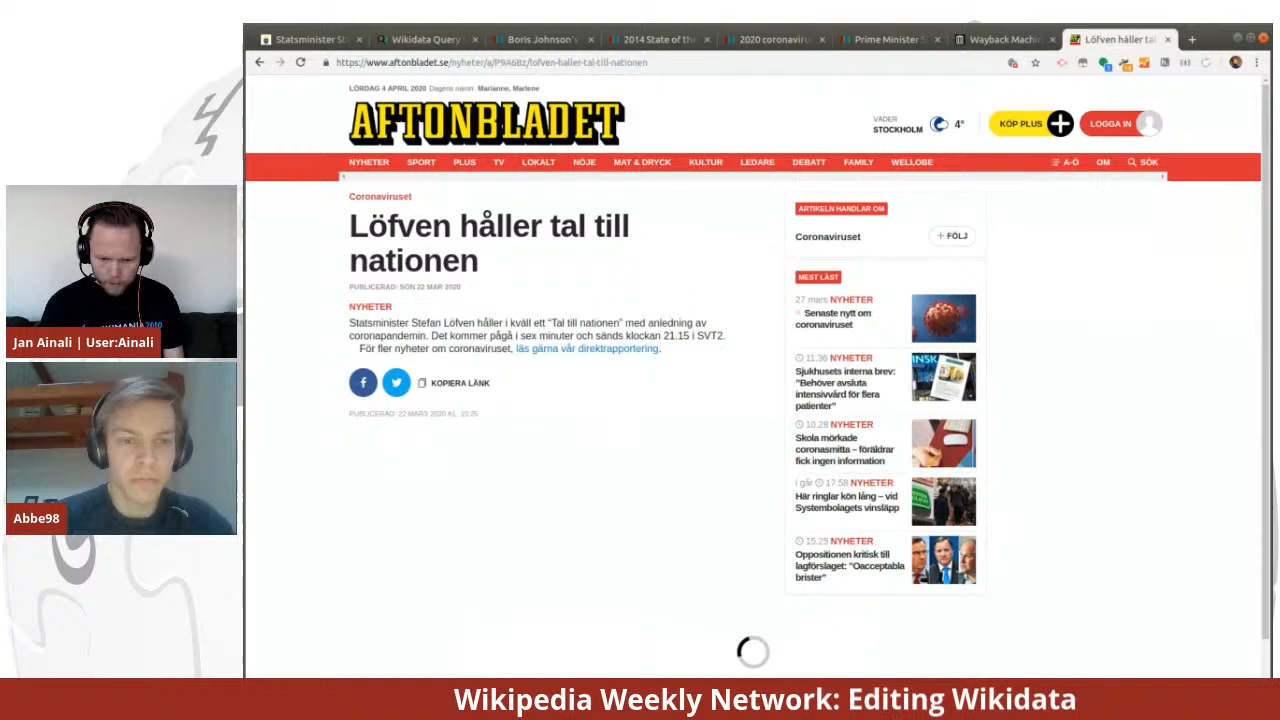 Statsminister St
Wikidata Query
Boris Johnson's
2014 State of the
2020 coronaviru
Prime Minister S
Wayback Machin
Löfven håller tal
https://www.aftonbladet.se/nyheter/a/P9A6Bz/lofven-haller-tal-till-nationen
LÖRDAG 4 APRIL 2020 Dagens namn: Marianne, Marlene
AFTONBLADET
VÄDER
STOCKHOLM
4°
KÖP PLUS
LOGGA IN
NYHETER SPORT PLUS TV LOKALT NÖJE MAT & DRYCK KULTUR LEDARE DEBATT FAMILY WELLOBE
A-Ö OM SÖK
Coronaviruset
Löfven håller tal till
nationen
PUBLICERAD: SÖN 22 MAR 2020
NYHETER
Statsminister Stefan Löfven håller i kväll ett "Tal till nationen" med anledning av
coronapandemin. Det kommer pågå i sex minuter och sänds klockan 21.15 i SVT2.
För fler nyheter om coronaviruset, läs gärna vår direktrapportering.
KOPIERA LÄNK
PUBLICERAD: 22 MARS 2020 KL. 10.25
ARTIKELN HANDLAR OM
Coronaviruset
+ FÖLJ
MEST LÄST
27 mars NYHETER
Senaste nytt om
coronaviruset
11.36 NYHETER
Sjukhusets interna brev:
"Behöver avsluta
intensivvård för flera
patienter"
10.28 NYHETER
Skola mörkade
coronasmitta – föräldrar
fick ingen information
i går 17.58 NYHETER
Här ringlar kön lång – vid
Systembolagets vinsläpp
15.25 NYHETER
Oppositionen kritisk till
lagförslaget: "Oacceptabla
brister"
Jan Ainali | User:Ainali
Abbe98
Wikipedia Weekly Network: Editing Wikidata